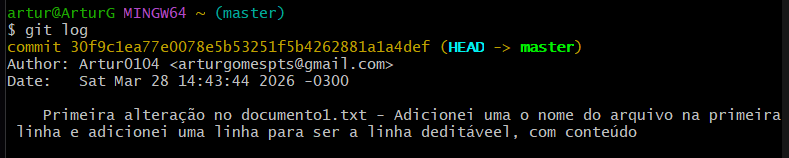 artur@ArturG MINGW64 ~ (master)
$ git log
commit 30f9c1ea77e0078e5b53251f5b4262881a1a4def (HEAD -> master)
Author: Artur0104 <arturgomespts@gmail.com>
Date:   Sat Mar 28 14:43:44 2026 -0300
Primeira alteração no documento1.txt - Adicionei uma o nome do arquivo na primeira
linha e adicionei uma linha para ser a linha deditáveel, com conteúdo